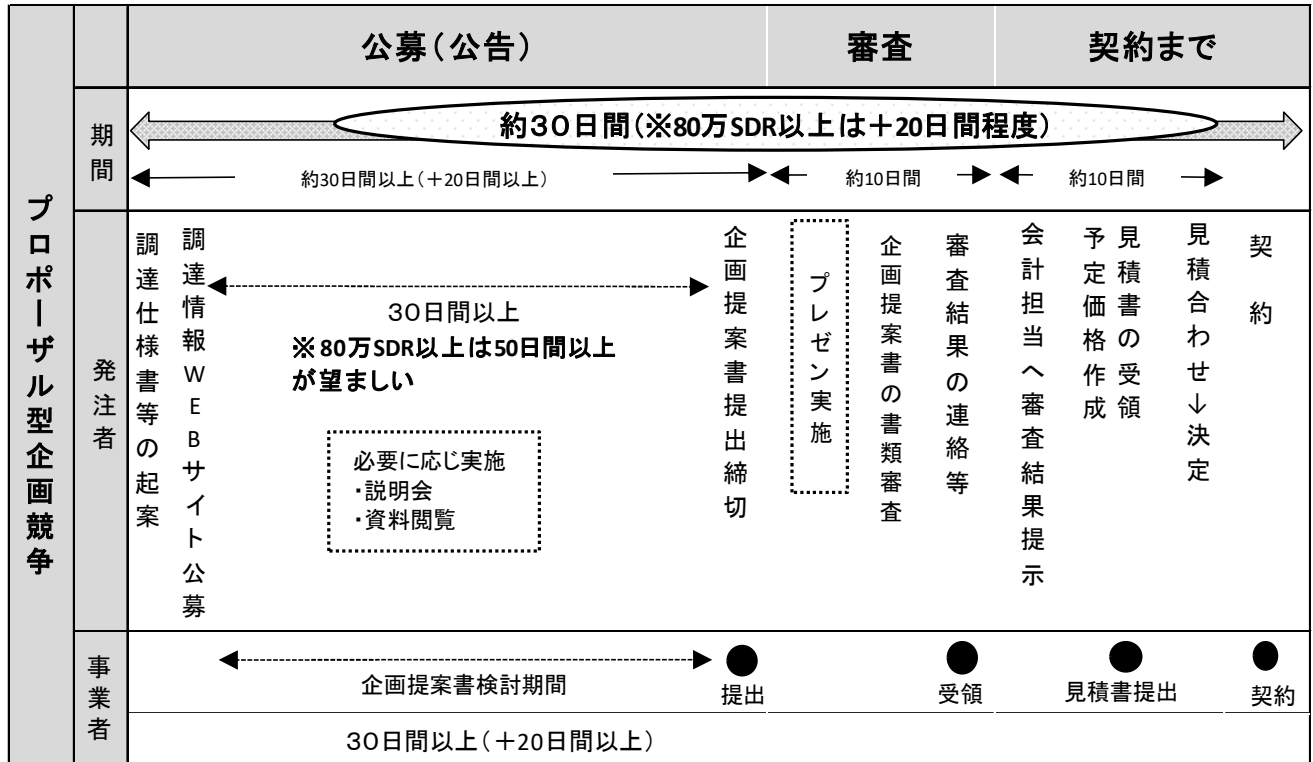 公募（公告）
審査
契約まで
プロポーザル型企画競争
期間
約３０日間（※80万SDR以上は＋20日間程度）
約30日間以上（＋20日間以上）
約10日間
約10日間
発注者
調達仕様書等の起案
調達情報ＷＥＢサイト公募
３０日間以上
※80万SDR以上は50日間以上
が望ましい
必要に応じ実施
・説明会
・資料閲覧
企画提案書提出締切
プレゼン実施
企画提案書の書類審査
審査結果の連絡等
会計担当へ審査結果提示
見積書の受領
予定価格作成
見積合わせ→決定
契約
事業者
企画提案書検討期間
提出
受領
見積書提出
契約
３０日間以上（＋20日間以上）